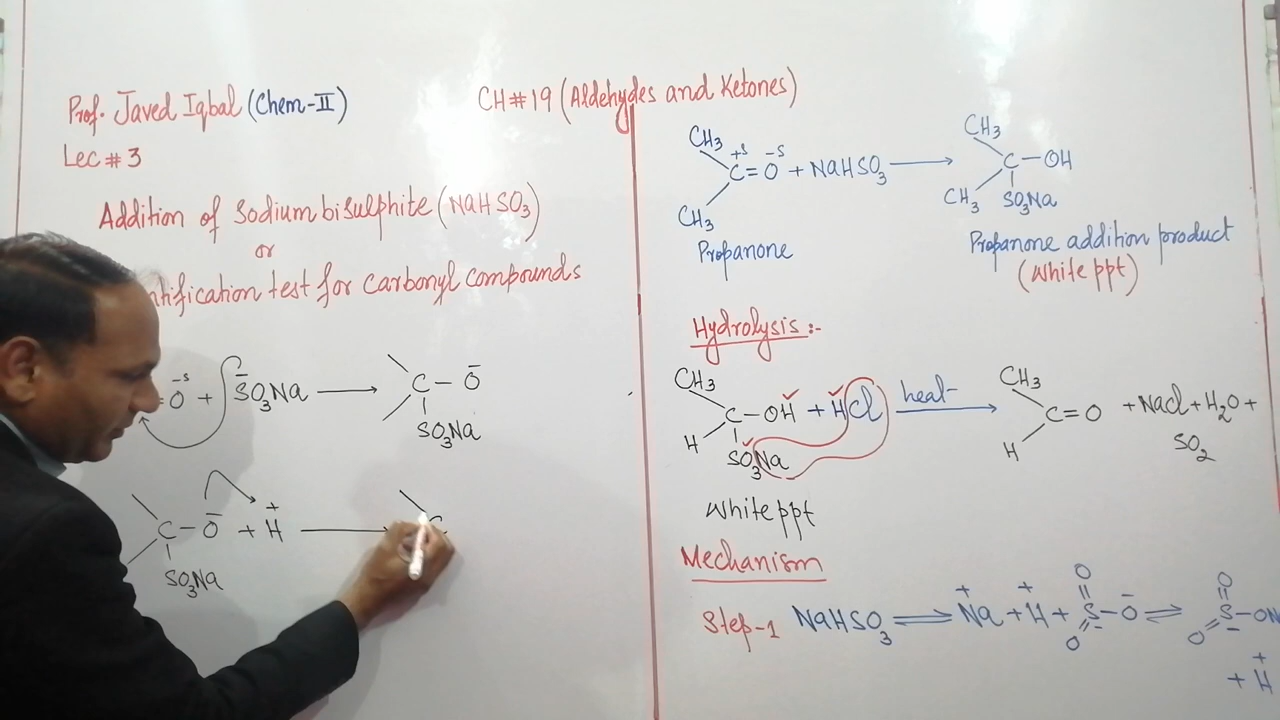 Prof. Javed Iqbal (Chem-II)
CH#19 (Aldehydes and Ketones)
Lec # 3
Addition of Sodium bisulphite (NaHSO3)
or
test for carbonyl compounds
-δ
O + S̄O3Na ⟶ C – Ō
SO3Na
+
C – Ō + H ⟶
SO3Na
CH3
+δ -δ
C = O + NaHSO3 ⟶
CH3
Propanone
CH3
C – OH
CH3 SO3Na
Propanone addition product
(White ppt)
Hydrolysis :-
CH3
C – OH + HCl heat ⟶
H
SO3Na
White ppt
CH3
C = O + NaCl + H2O +
H
SO2
Mechanism
Step-1 NaHSO3 ⇌ Na⁺ + H⁺ +
O
S – Ō ⇌
O
O
S
O
+ H⁺